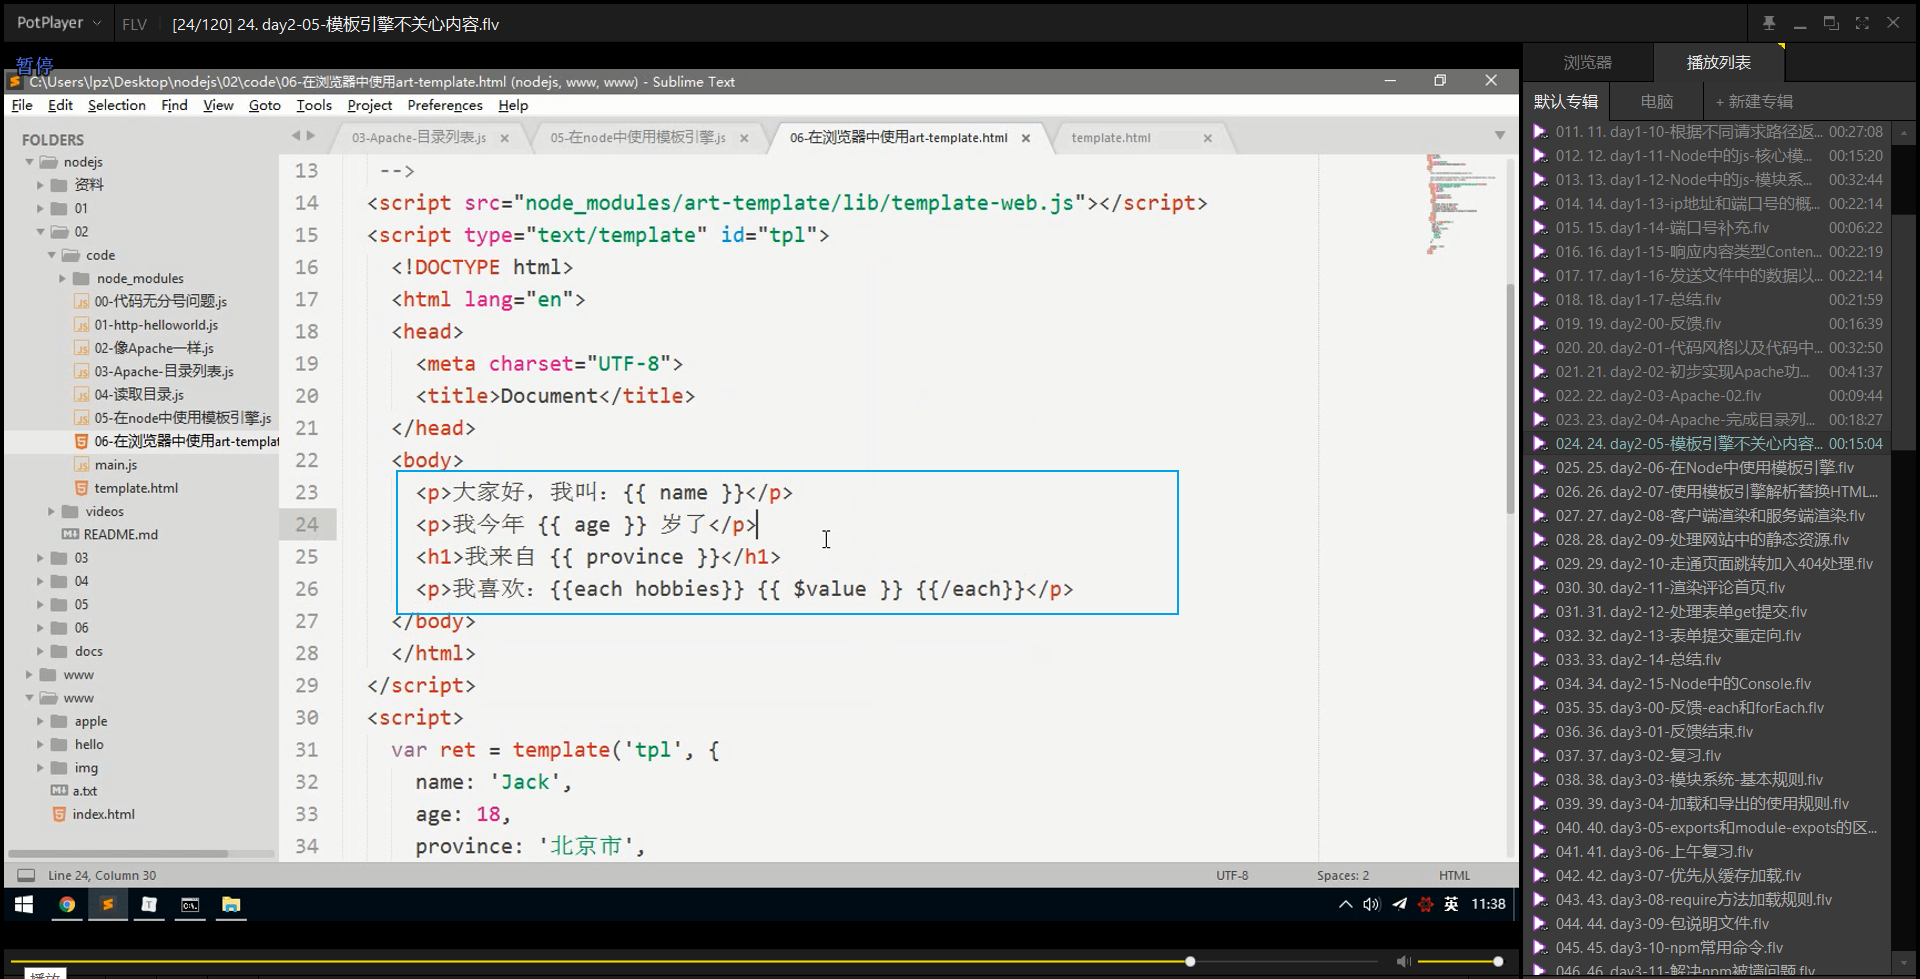 PotPlayer
FLV
[24/120] 24. day2-05-模板引擎不关心内容.flv
暂停
C:\Users\lpz\Desktop\nodejs\02\code\06-在浏览器中使用art-template.html (nodejs, www, www) - Sublime Text
File Edit Selection Find View Goto Tools Project Preferences Help
FOLDERS
nodejs
资料
01
02
code
node_modules
00-代码无分号问题.js
01-http-helloworld.js
02-像Apache一样.js
03-Apache-目录列表.js
04-读取目录.js
05-在node中使用模板引擎.js
06-在浏览器中使用art-templat
main.js
template.html
videos
README.md
03
04
05
06
docs
www
www
apple
hello
img
a.txt
index.html
03-Apache-目录列表.js
05-在node中使用模板引擎.js
06-在浏览器中使用art-template.html
template.html
13 -->
14 <script src="node_modules/art-template/lib/template-web.js"></script>
15 <script type="text/template" id="tpl">
16 <!DOCTYPE html>
17 <html lang="en">
18 <head>
19 <meta charset="UTF-8">
20 <title>Document</title>
21 </head>
22 <body>
23 <p>大家好，我叫：{{ name }}</p>
24 <p>我今年 {{ age }} 岁了</p>
25 <h1>我来自 {{ province }}</h1>
26 <p>我喜欢：{{each hobbies}} {{ $value }} {{/each}}</p>
27 </body>
28 </html>
29 </script>
30 <script>
31 var ret = template('tpl', {
32 name: 'Jack',
33 age: 18,
34 province: '北京市',
Line 24, Column 30
UTF-8
Spaces: 2
HTML
英
11:38
浏览器
播放列表
默认专辑
电脑
+ 新建专辑
011. 11. day1-10-根据不同请求路径返... 00:27:08
012. 12. day1-11-Node中的js-核心模... 00:15:20
013. 13. day1-12-Node中的js-模块系... 00:32:44
014. 14. day1-13-ip地址和端口号的概... 00:22:14
015. 15. day1-14-端口号补充.flv 00:06:22
016. 16. day1-15-响应内容类型Conten... 00:22:19
017. 17. day1-16-发送文件中的数据以... 00:22:14
018. 18. day1-17-总结.flv 00:21:59
019. 19. day2-00-反馈.flv 00:16:39
020. 20. day2-01-代码风格以及代码中... 00:32:50
021. 21. day2-02-初步实现Apache功... 00:41:37
022. 22. day2-03-Apache-02.flv 00:09:44
023. 23. day2-04-Apache-完成目录列... 00:18:27
024. 24. day2-05-模板引擎不关心内容... 00:15:04
025. 25. day2-06-在Node中使用模板引擎.flv
026. 26. day2-07-使用模板引擎解析替换HTML...
027. 27. day2-08-客户端渲染和服务端渲染.flv
028. 28. day2-09-处理网站中的静态资源.flv
029. 29. day2-10-走通页面跳转加入404处理.flv
030. 30. day2-11-渲染评论首页.flv
031. 31. day2-12-处理表单get提交.flv
032. 32. day2-13-表单提交重定向.flv
033. 33. day2-14-总结.flv
034. 34. day2-15-Node中的Console.flv
035. 35. day3-00-反馈-each和forEach.flv
036. 36. day3-01-反馈结束.flv
037. 37. day3-02-复习.flv
038. 38. day3-03-模块系统-基本规则.flv
039. 39. day3-04-加载和导出的使用规则.flv
040. 40. day3-05-exports和module-expots的区...
041. 41. day3-06-上午复习.flv
042. 42. day3-07-优先从缓存加载.flv
043. 43. day3-08-require方法加载规则.flv
044. 44. day3-09-包说明文件.flv
045. 45. day3-10-npm常用命令.flv
046. 46. day3-11-解决npm被墙问题.flv
播放